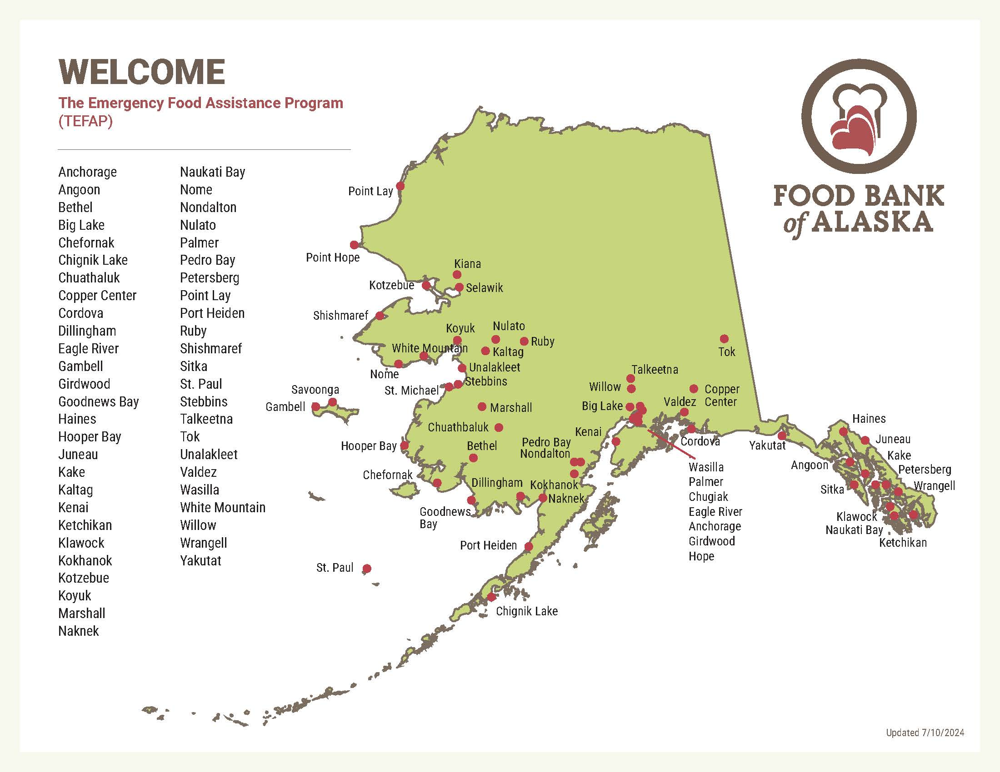 WELCOME
The Emergency Food Assistance Program
(TEFAP)
Anchorage
Angoon
Bethel
Big Lake
Chefornak
Chignik Lake
Chuathaluk
Copper Center
Cordova
Dillingham
Eagle River
Gambell
Girdwood
Goodnews Bay
Haines
Hooper Bay
Juneau
Kake
Kaltag
Kenai
Ketchikan
Klawock
Kokhanok
Kotzebue
Koyuk
Marshall
Naknek
Naukati Bay
Nome
Nondalton
Nulato
Palmer
Pedro Bay
Petersberg
Point Lay
Port Heiden
Ruby
Shishmaref
Sitka
St. Paul
Stebbins
Talkeetna
Tok
Unalakleet
Valdez
Wasilla
White Mountain
Willow
Wrangell
Yakutat
FOOD BANK
of ALASKA
Point Lay
Point Hope
Kiana
Kotzebue
Selawik
Shishmaref
Koyuk
Nulato
Ruby
White Mountain
Kaltag
Tok
Nome
Unalakleet
Talkeetna
Stebbins
St. Michael
Willow
Savoonga
Gambell
Marshall
Big Lake
Valdez
Copper
Center
Chuathbaluk
Kenai
Haines
Hooper Bay
Bethel
Pedro Bay
Nondalton
Cordova
Yakutat
Juneau
Kake
Angoon
Petersberg
Chefornak
Dillingham
Kokhanok
Naknek
Sitka
Wrangell
Goodnews
Bay
Wasilla
Palmer
Chugiak
Eagle River
Anchorage
Girdwood
Hope
Klawock
Naukati Bay
Ketchikan
Port Heiden
St. Paul
Chignik Lake
Updated 7/10/2024